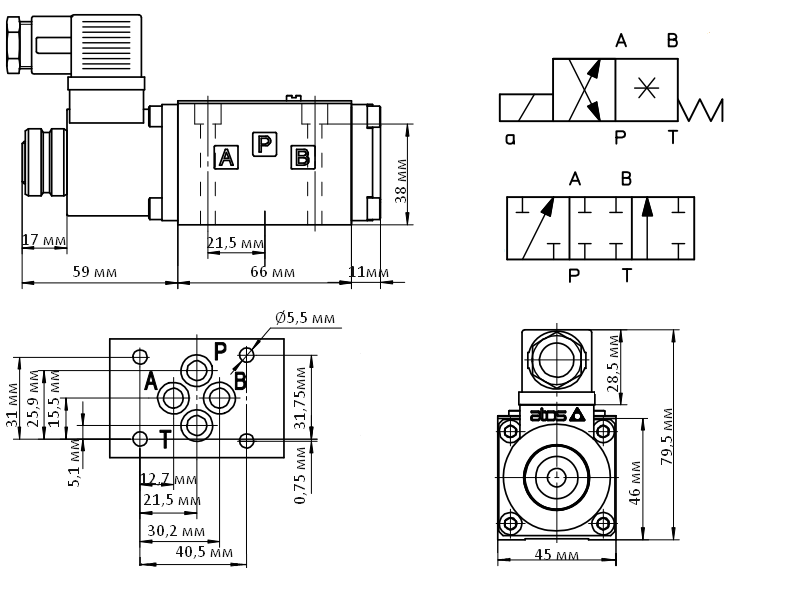 A B
a P T
A P B
38 мм
17 мм
21,5 мм
59 мм
66 мм
11мм
A B
P T
Ø5,5 мм
P
A
B
T
31 мм
25,9 мм
15,5 мм
5,1 мм
31,75мм
0,75 мм
12,7 мм
21,5 мм
30,2 мм
40,5 мм
28,5 мм
atos
79,5 мм
46 мм
45 мм